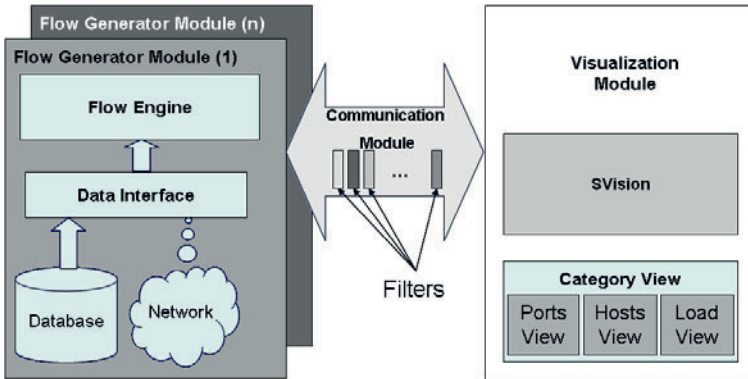 Flow Generator Module (n)
Flow Generator Module (1)
Flow Engine
Data Interface
Database
Network
Communication
Module
...
Filters
Visualization
Module
SVision
Category View
Ports
View
Hosts
View
Load
View